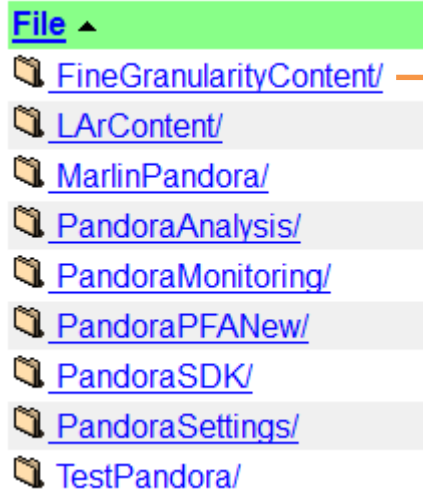 File
FineGranularityContent/
LArContent/
MarlinPandora/
PandoraAnalysis/
PandoraMonitoring/
PandoraPFANew/
PandoraSDK/
PandoraSettings/
TestPandora/